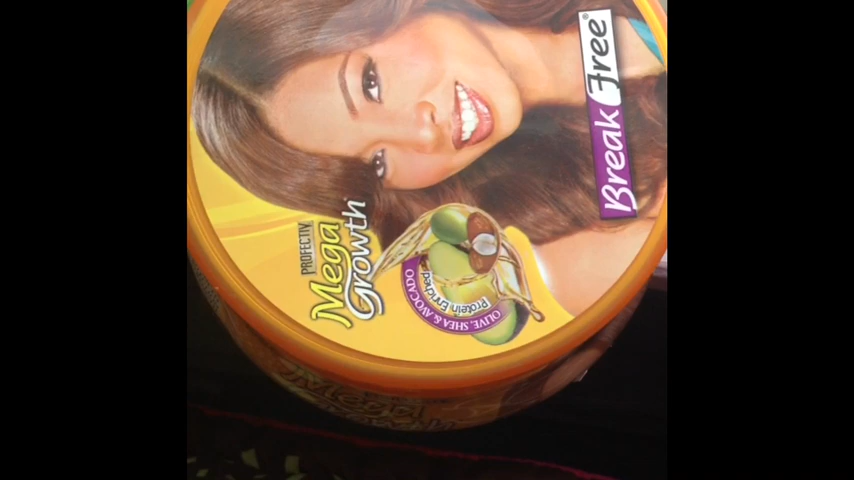 PROFECTIV
Mega
Growth
Break Free®
Protein Enriched
OLIVE, SHEA & AVOCADO